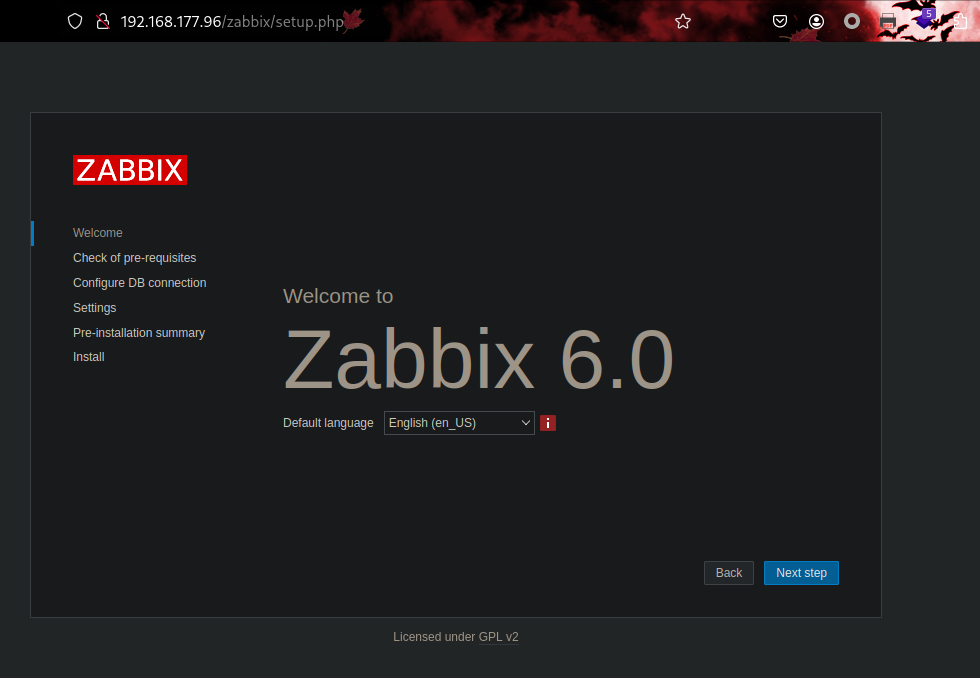 192.168.177.96/zabbix/setup.php
5
ZABBIX
Welcome
Check of pre-requisites
Configure DB connection
Settings
Pre-installation summary
Install
Welcome to
Zabbix 6.0
Default language English (en_US) i
Back Next step
Licensed under GPL v2